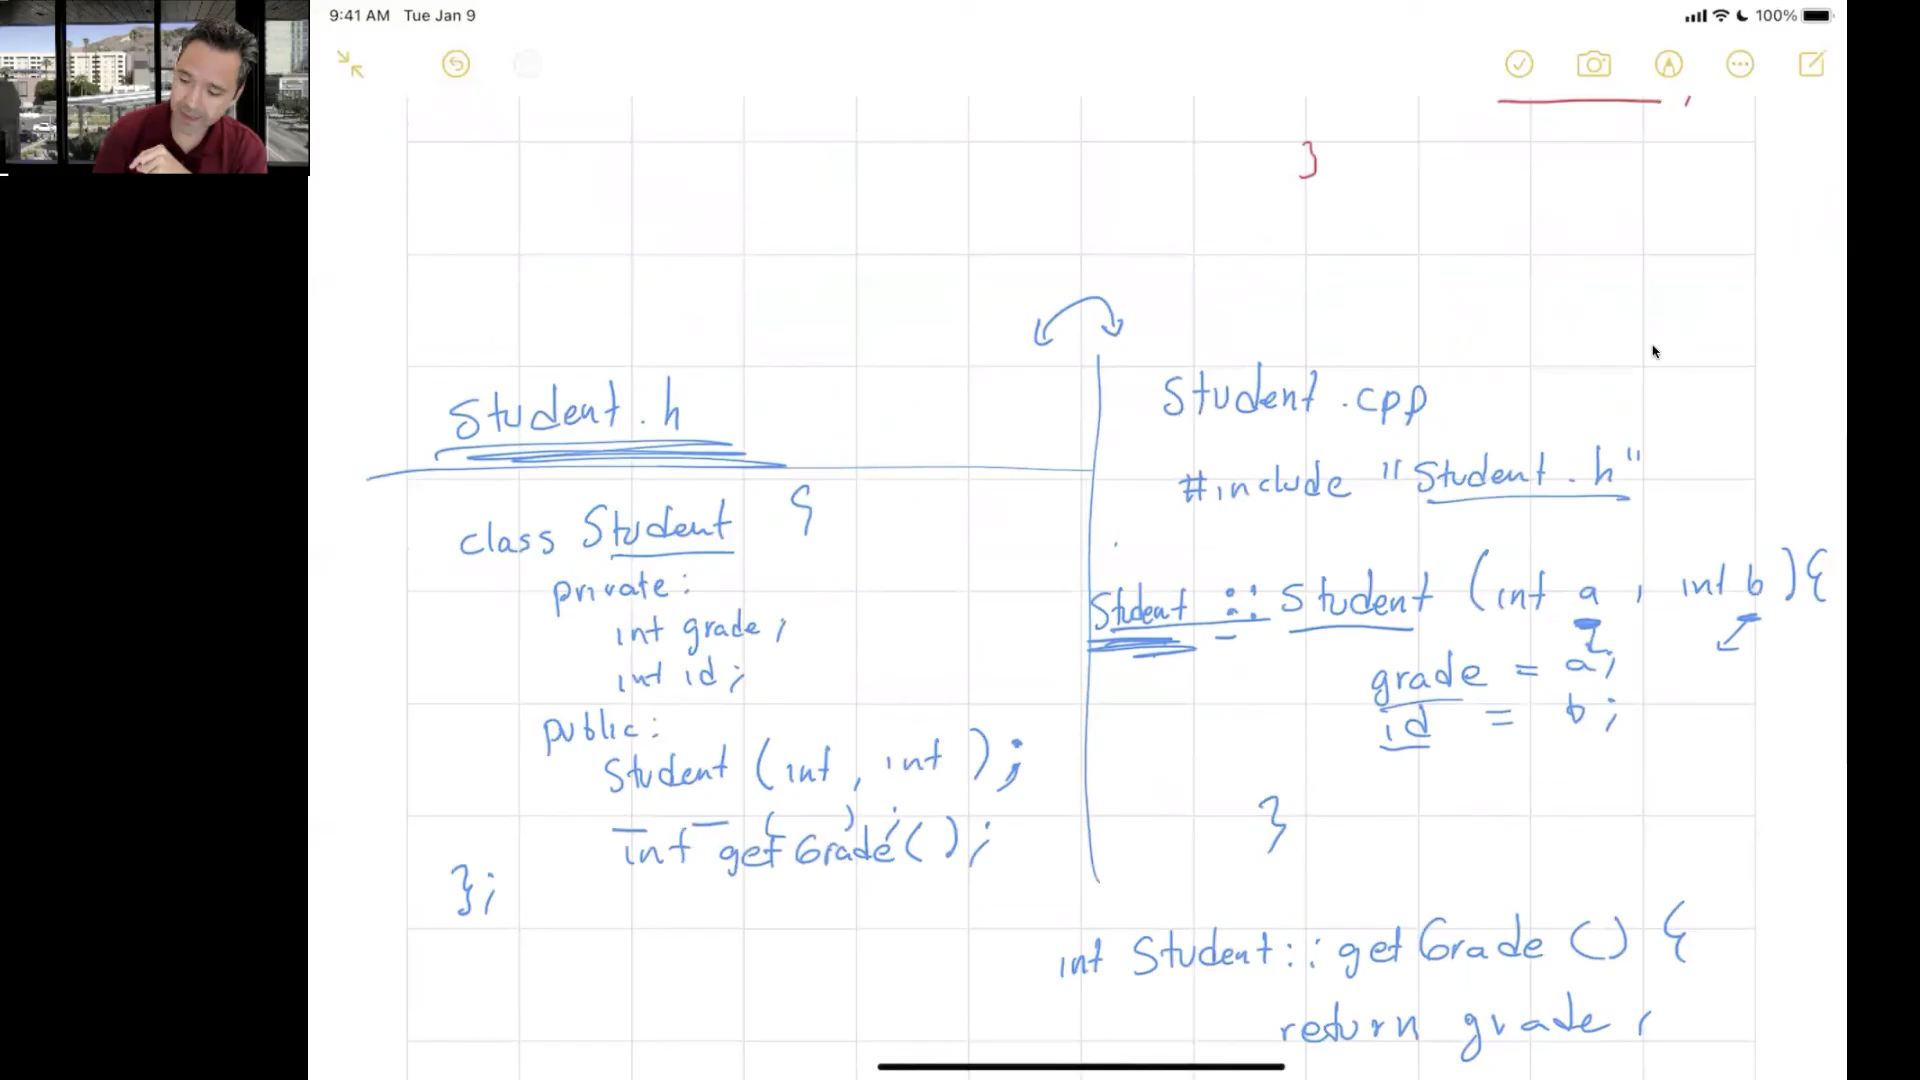 9:41 AM Tue Jan 9
100%
}
Student.h
class Student {
private:
int grade;
int id;
public:
Student (int, int);
int getGrade();
};
Student.cpp
#include "Student.h"
Student :: Student (int a, int b){
grade = a;
id = b;
}
int Student::getGrade () {
return grade;